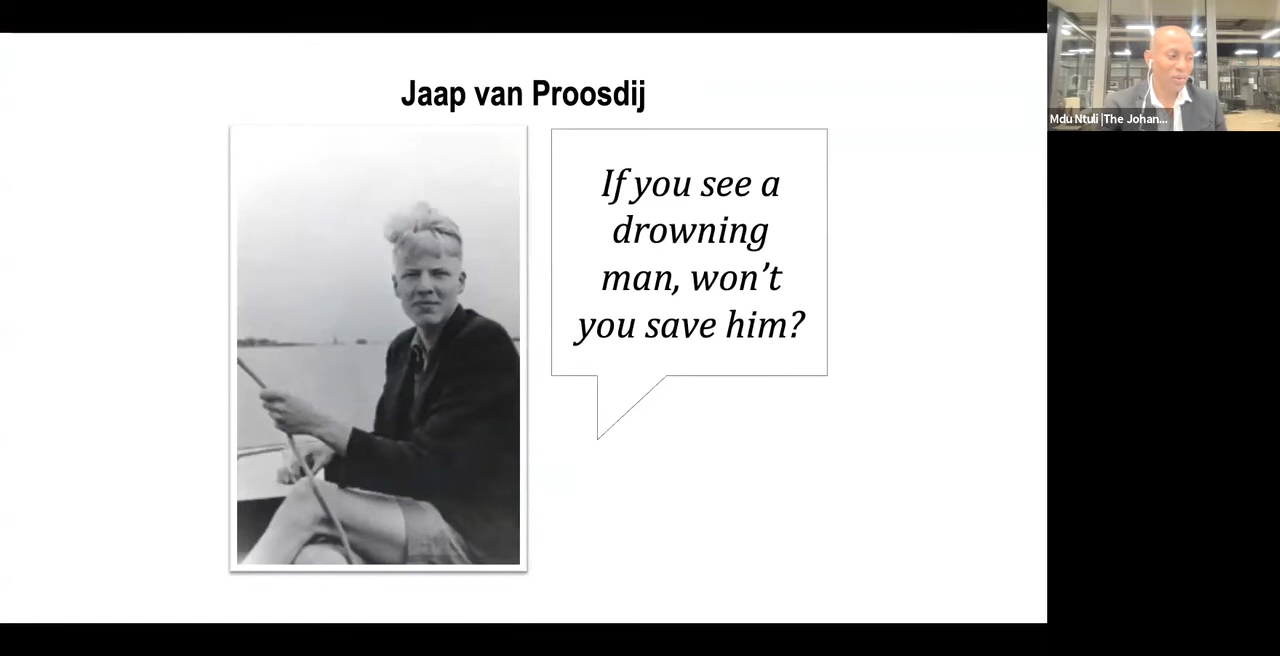 Jaap van Proosdij
If you see a
drowning
man, won’t
you save him?
Mdu Ntuli |The Johan...